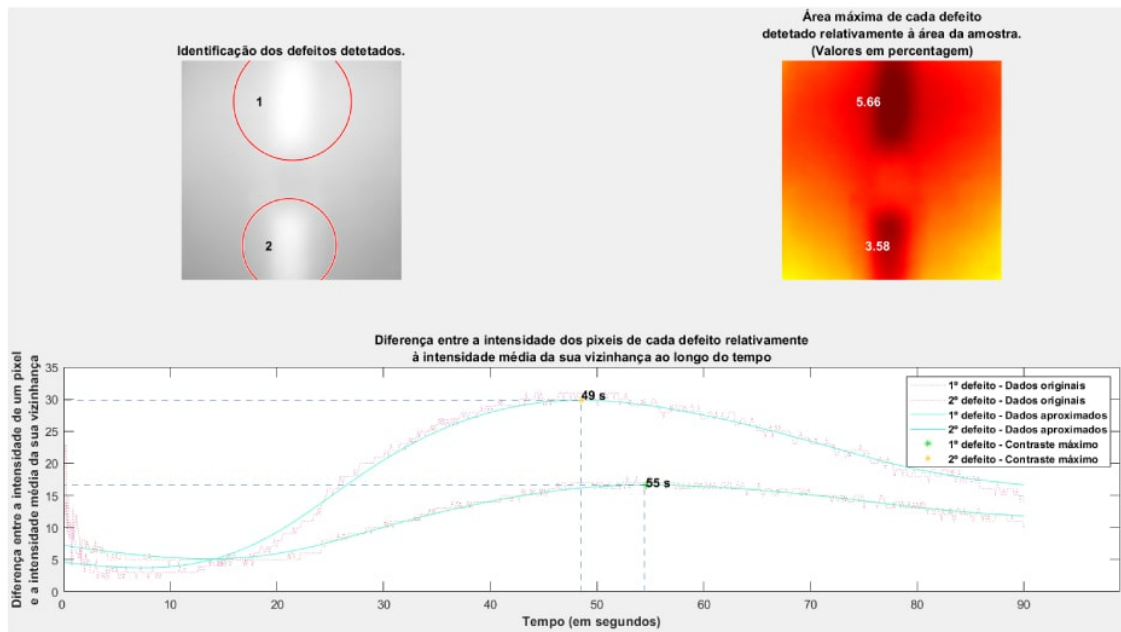 Identificação dos defeitos detetados.
1
2
Área máxima de cada defeito
detetado relativamente à área da amostra.
(Valores em percentagem)
5.66
3.58
Diferença entre a intensidade dos pixeis de cada defeito relativamente
à intensidade média da sua vizinhança ao longo do tempo
Diferença entre a intensidade de um pixel
e a intensidade média da sua vizinhança
35
30
25
20
15
10
5
0
49 s
55 s
1º defeito - Dados originais
2º defeito - Dados originais
1º defeito - Dados aproximados
2º defeito - Dados aproximados
1º defeito - Contraste máximo
2º defeito - Contraste máximo
0 10 20 30 40 50 60 70 80 90
Tempo (em segundos)